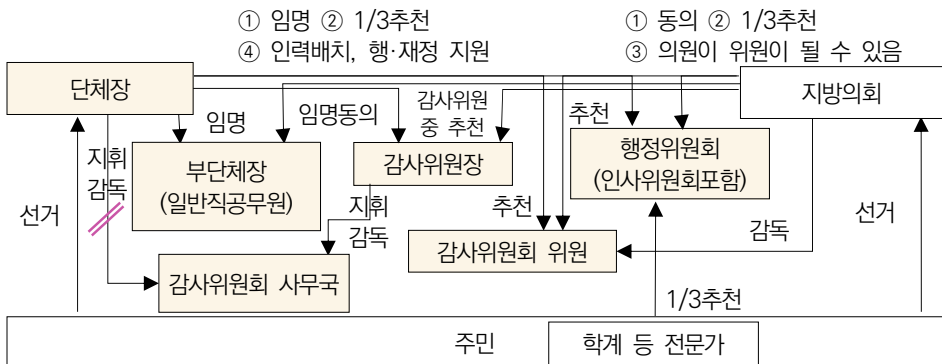 ① 임명 ② 1/3추천
④ 인력배치, 행·재정 지원
① 동의 ② 1/3추천
③ 의원이 위원이 될 수 있음
단체장
지방의회
임명
임명동의
감사위원
중 추천
추천
지휘
감독
부단체장
(일반직공무원)
감사위원장
행정위원회
(인사위원회포함)
선거
지휘
감독
추천
감독
선거
감사위원회 위원
감사위원회 사무국
1/3추천
주민
학계 등 전문가